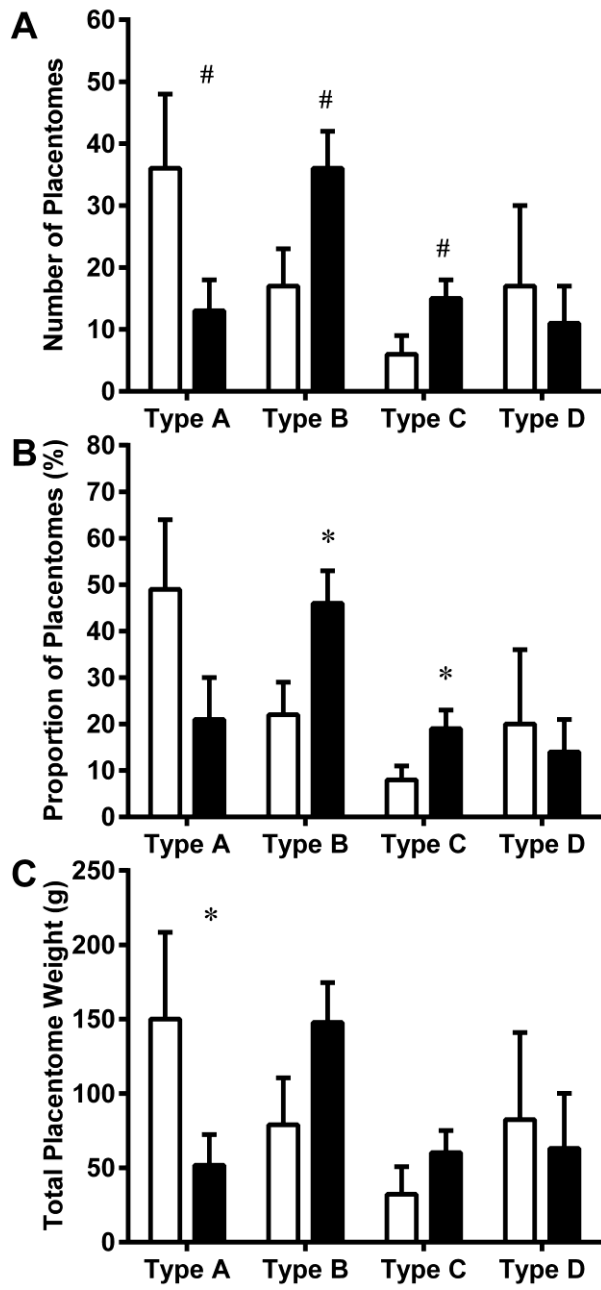 A
Number of Placentomes
60
50
40
30
20
10
0
# # #
Type A Type B Type C Type D
B
Proportion of Placentomes (%)
80
70
60
50
40
30
20
10
0
* *
Type A Type B Type C Type D
C
Total Placentome Weight (g)
250
200
150
100
50
0
*
Type A Type B Type C Type D